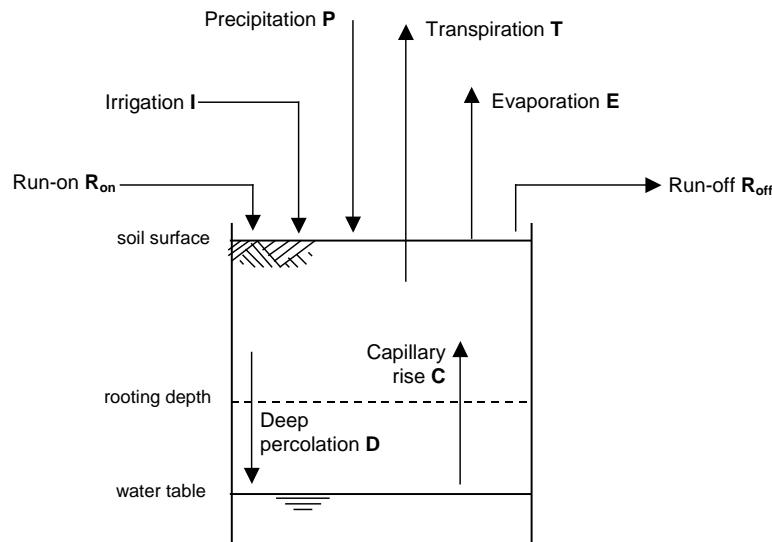 Precipitation P
Transpiration T
Irrigation I
Evaporation E
Run-on Ron
Run-off Roff
soil surface
Capillary
rise C
rooting depth
Deep
percolation D
water table